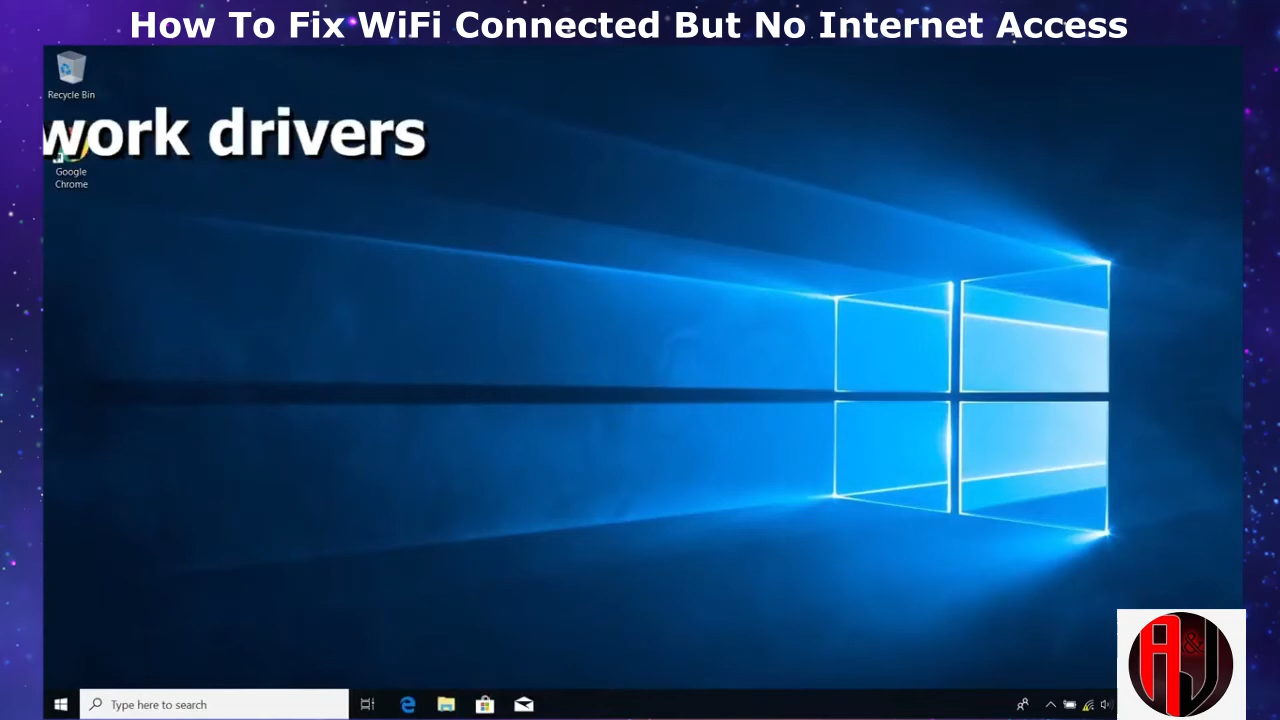 How To Fix WiFi Connected But No Internet Access
Recycle Bin
work drivers
Google
Chrome
Type here to search
A&J